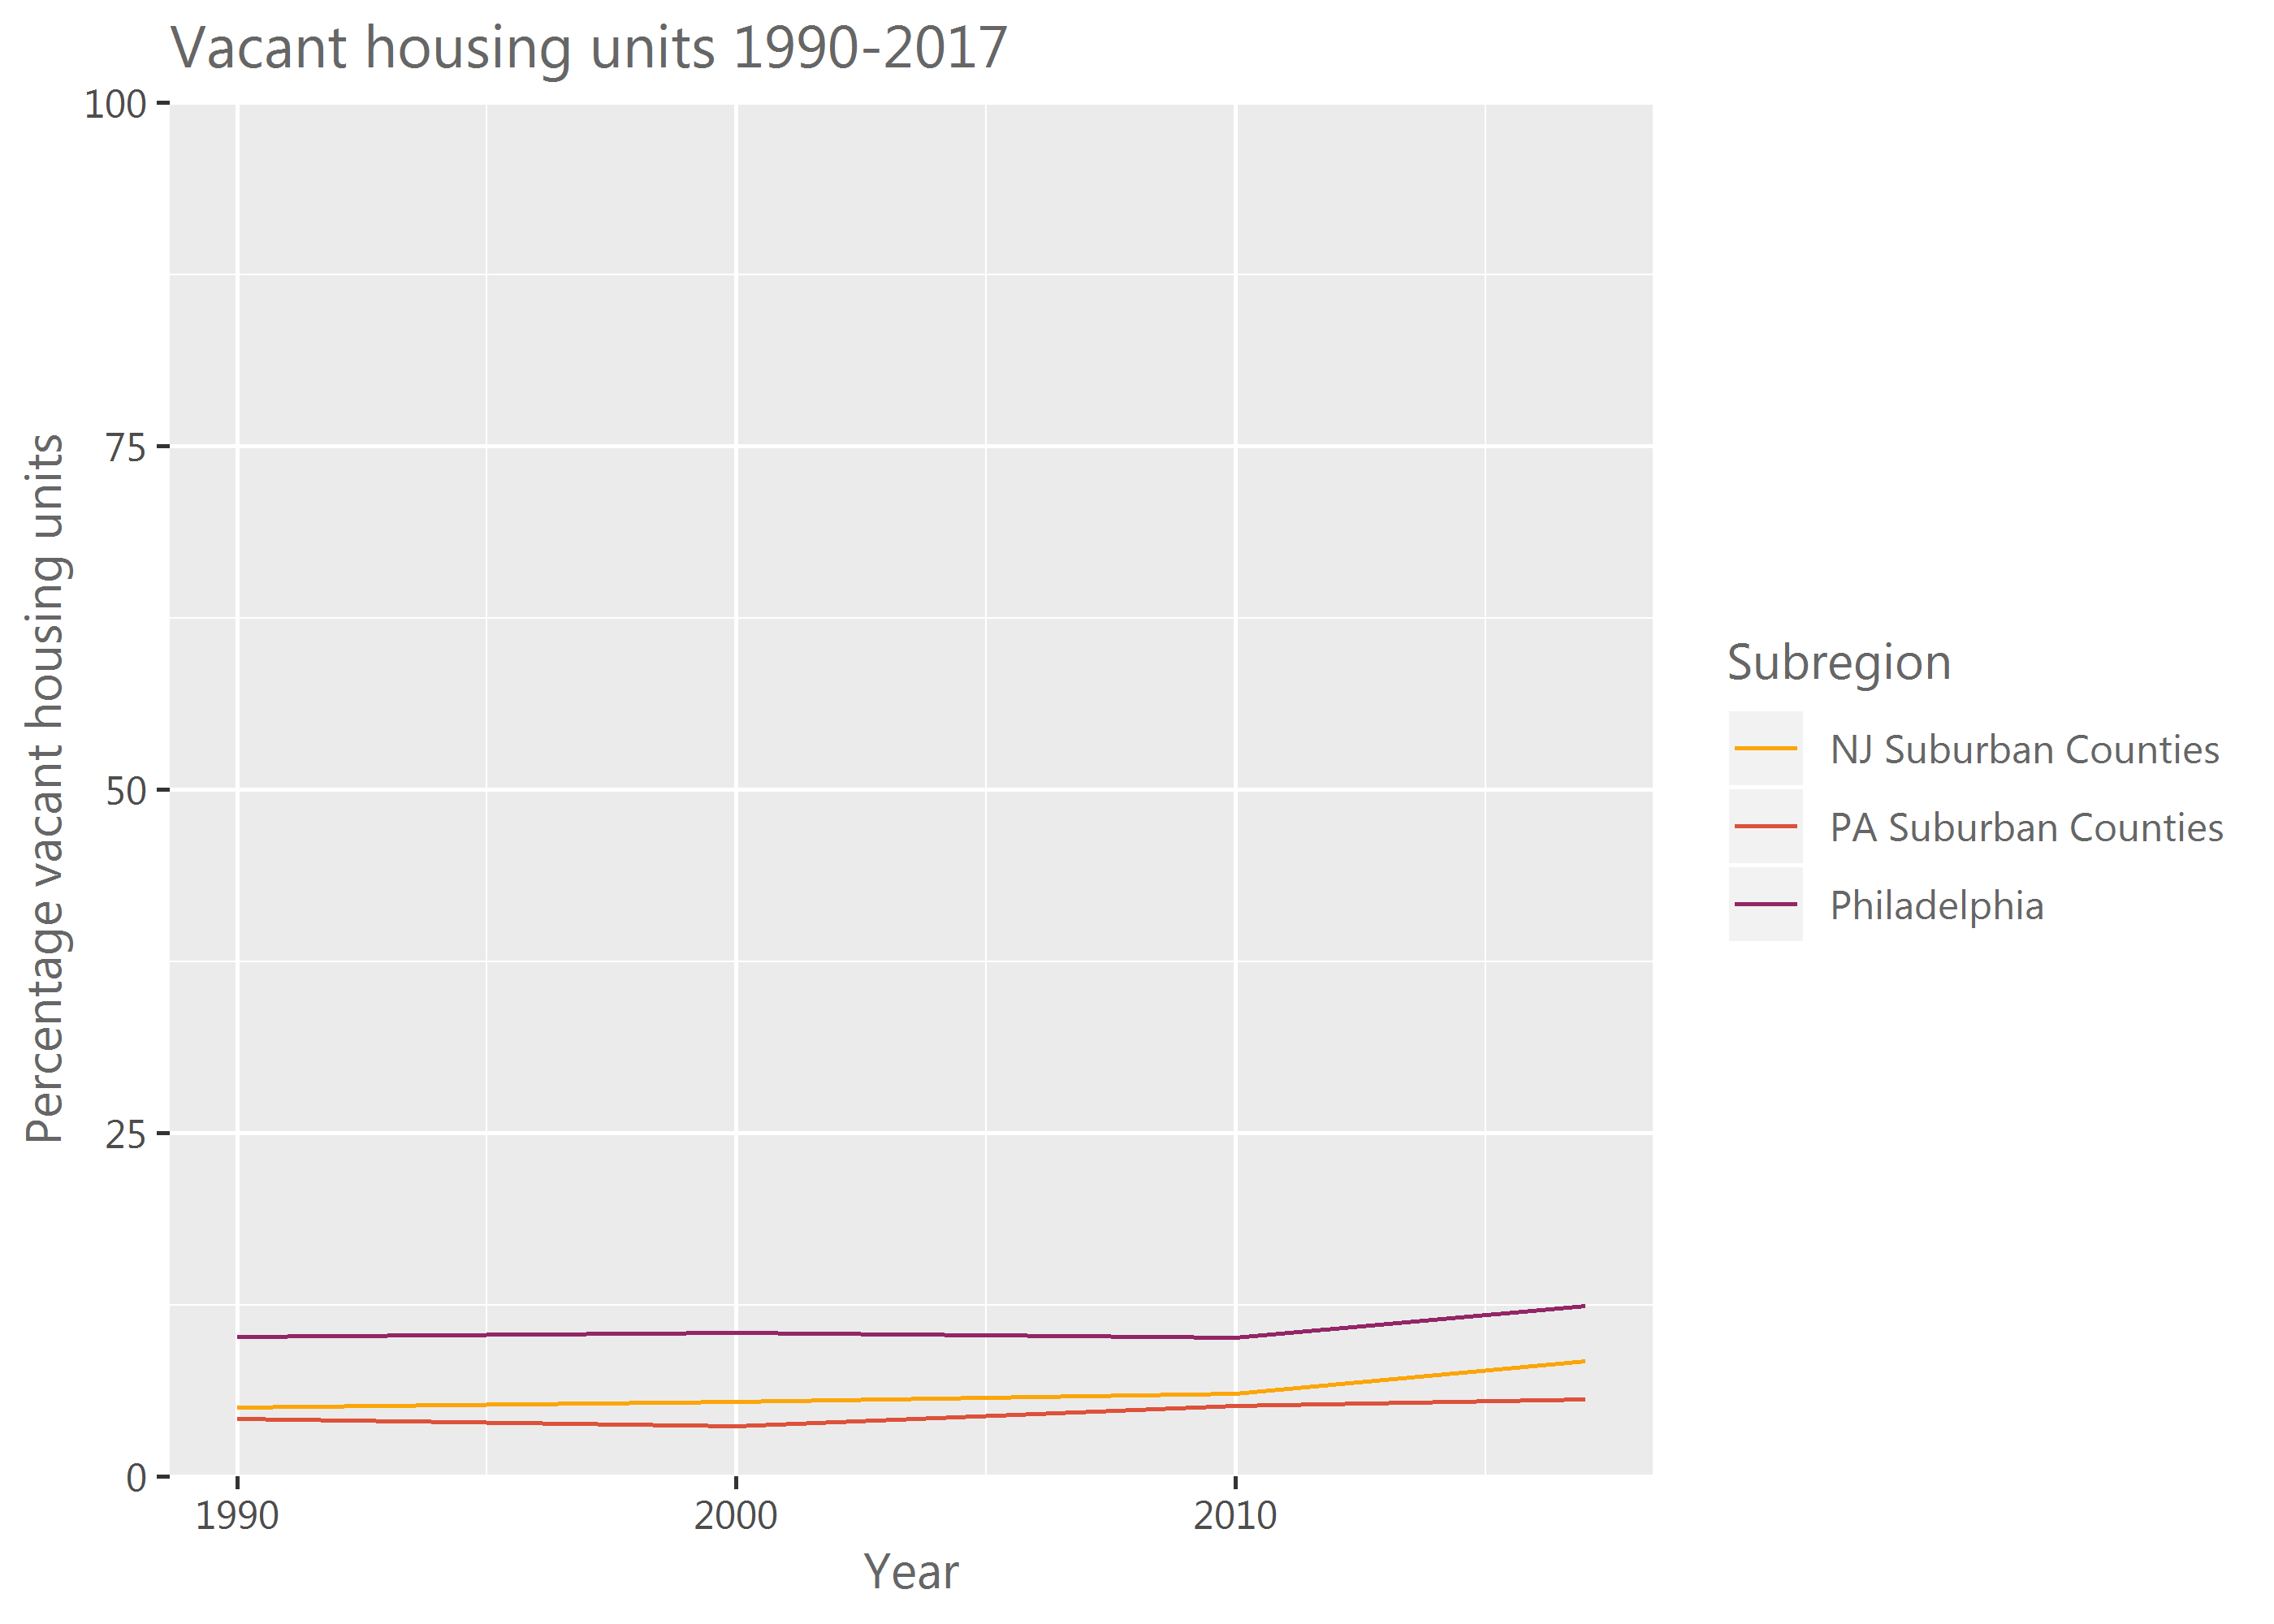 Vacant housing units 1990-2017
100
75
50
25
0
Percentage vacant housing units
1990 2000 2010
Year
Subregion
NJ Suburban Counties
PA Suburban Counties
Philadelphia